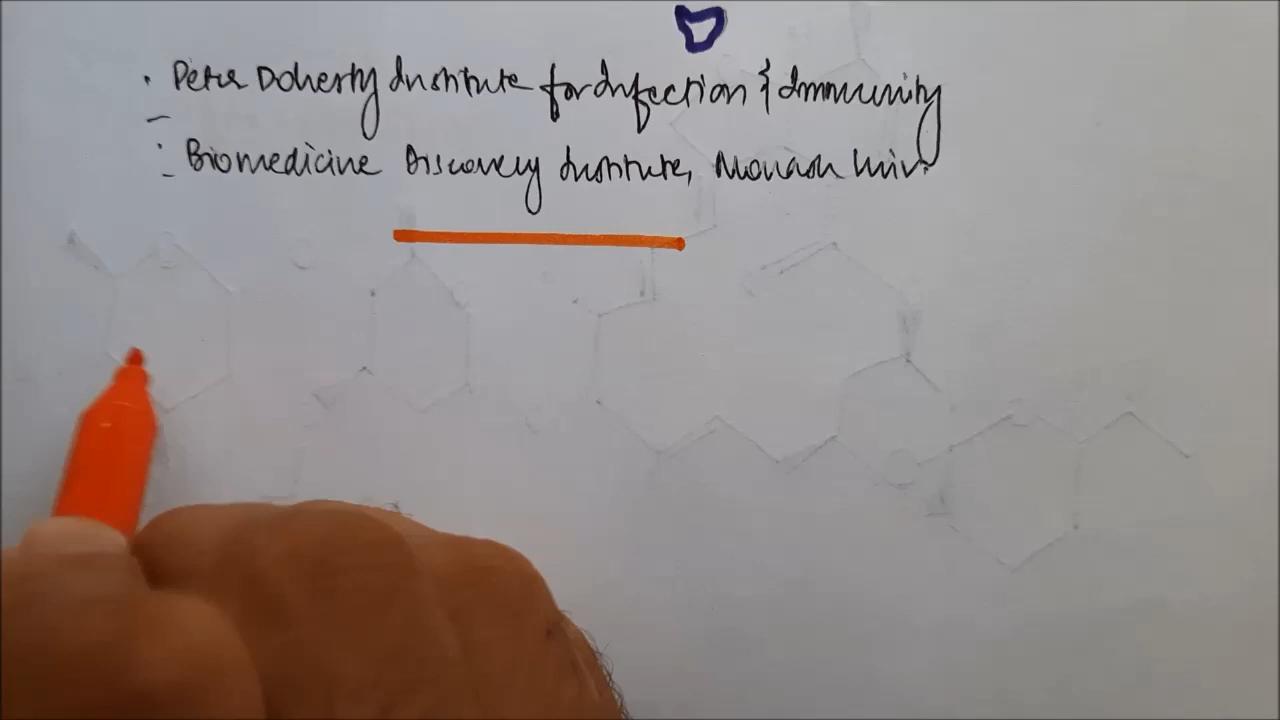 · Peter Doherty Institute for Infection & Immunity
Biomedicine Discovery Institute, Monash Univ.